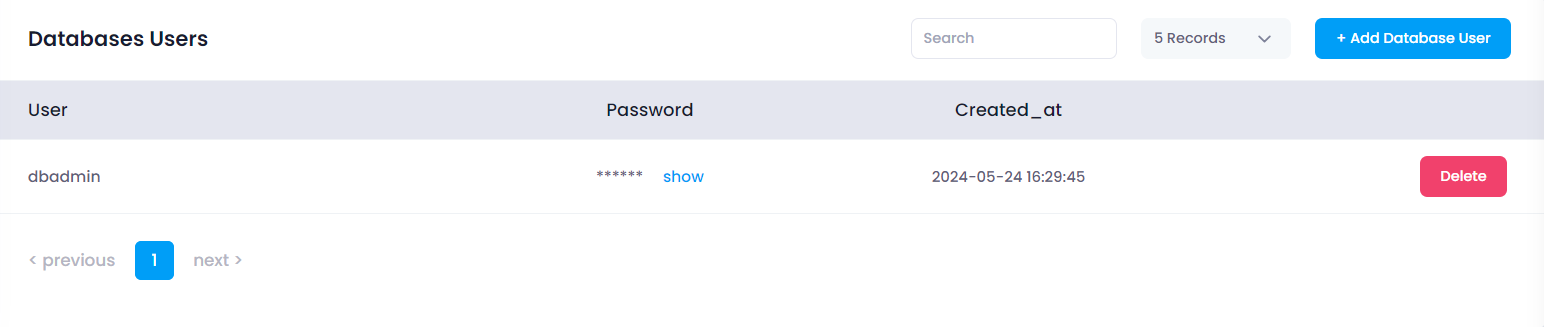 Databases Users
Search
5 Records
+ Add Database User
User Password Created_at
dbadmin ****** show 2024-05-24 16:29:45 Delete
< previous 1 next >